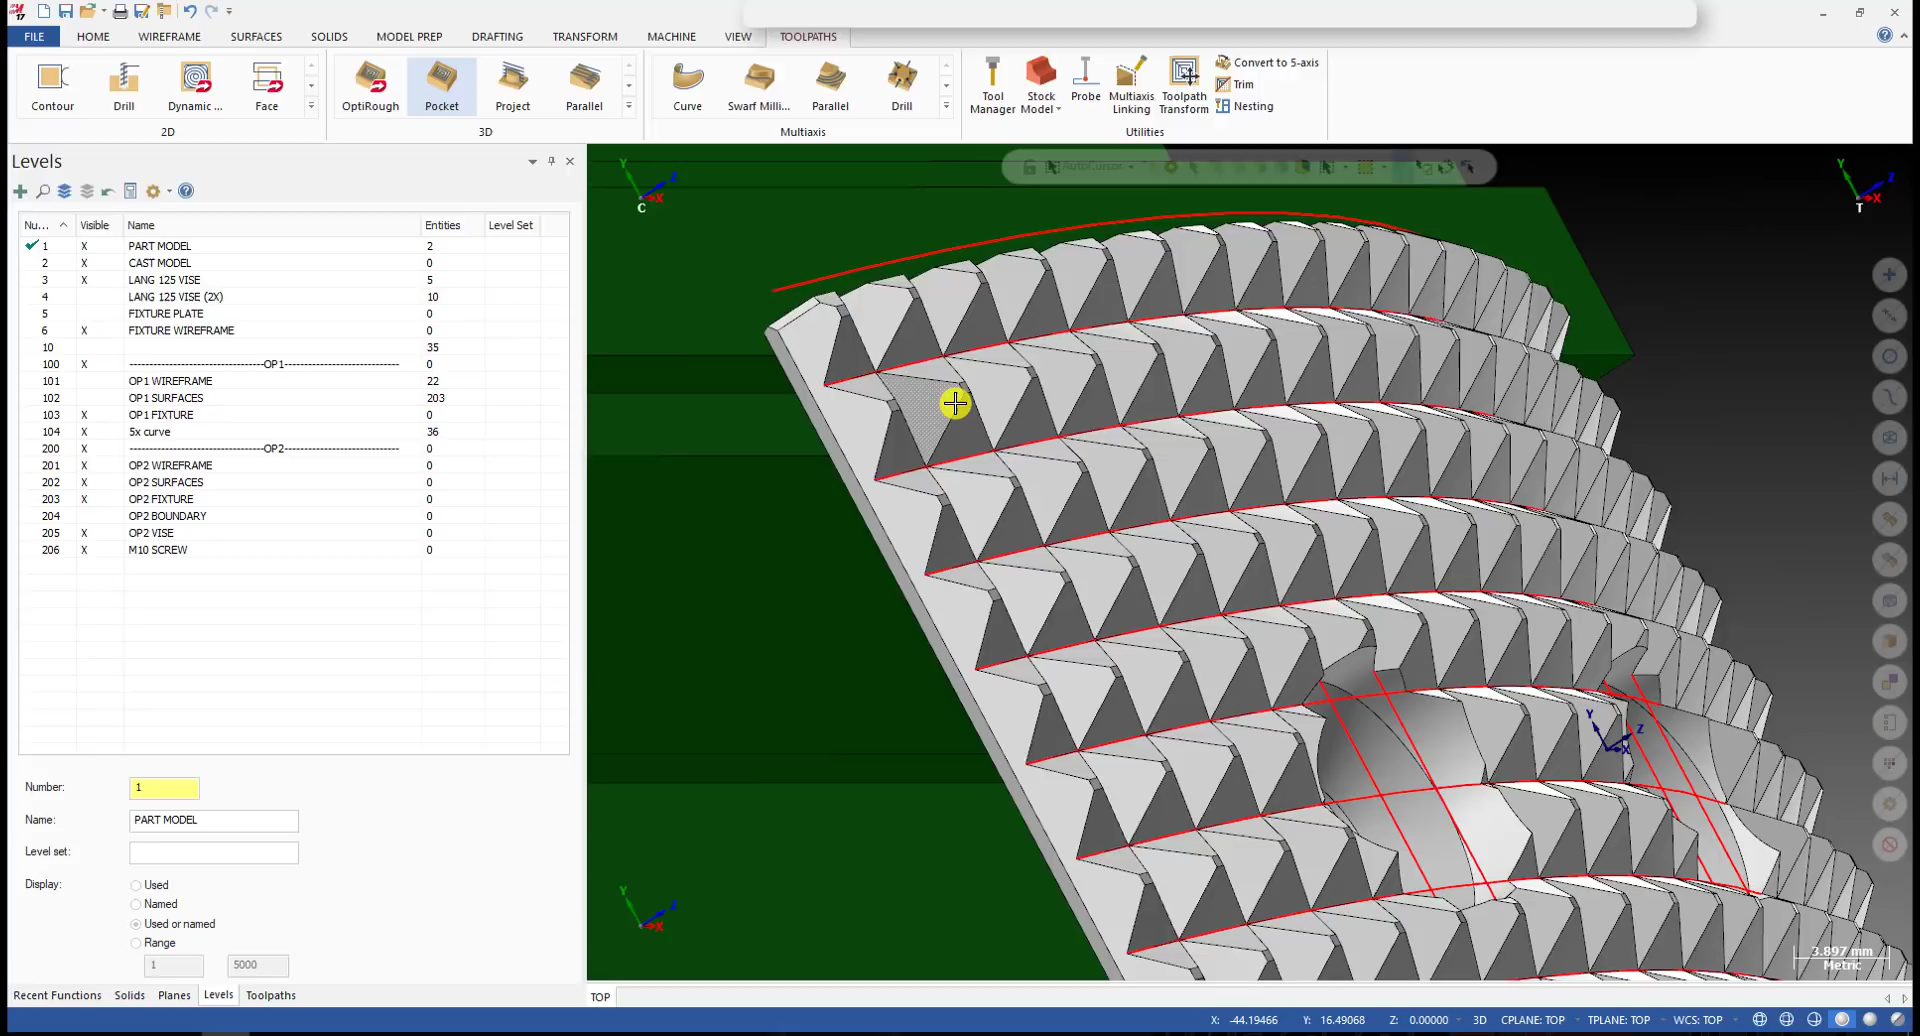 17
FILE HOME WIREFRAME SURFACES SOLIDS MODEL PREP DRAFTING TRANSFORM MACHINE VIEW TOOLPATHS
Contour Drill Dynamic ... Face
2D
OptiRough Pocket Project Parallel
3D
Curve Swarf Milli... Parallel Drill
Multiaxis
Tool Manager Stock Model Probe Multiaxis Linking Toolpath Transform
Convert to 5-axis
Trim
Nesting
Utilities
Levels
Nu... Visible Name Entities Level Set
1 X PART MODEL 2
2 X CAST MODEL 0
3 X LANG 125 VISE 5
4 LANG 125 VISE (2X) 10
5 FIXTURE PLATE 0
6 X FIXTURE WIREFRAME 0
10 35
100 X ----------------------------------OP1----------------------------- 0
101 OP1 WIREFRAME 22
102 OP1 SURFACES 203
103 X OP1 FIXTURE 0
104 X 5x curve 36
200 X ----------------------------------OP2----------------------------- 0
201 X OP2 WIREFRAME 0
202 X OP2 SURFACES 0
203 X OP2 FIXTURE 0
204 OP2 BOUNDARY 0
205 X OP2 VISE 0
206 X M10 SCREW 0
Number: 1
Name: PART MODEL
Level set:
Display: Used
Named
Used or named
Range
1 5000
Recent Functions Solids Planes Levels Toolpaths
AutoCursor
Y Z X C
Y Z X T
Y Z X
Y Z X
3.897 mm
Metric
TOP
X: -44.19466 Y: 16.49068 Z: 0.00000 3D CPLANE: TOP TPLANE: TOP WCS: TOP